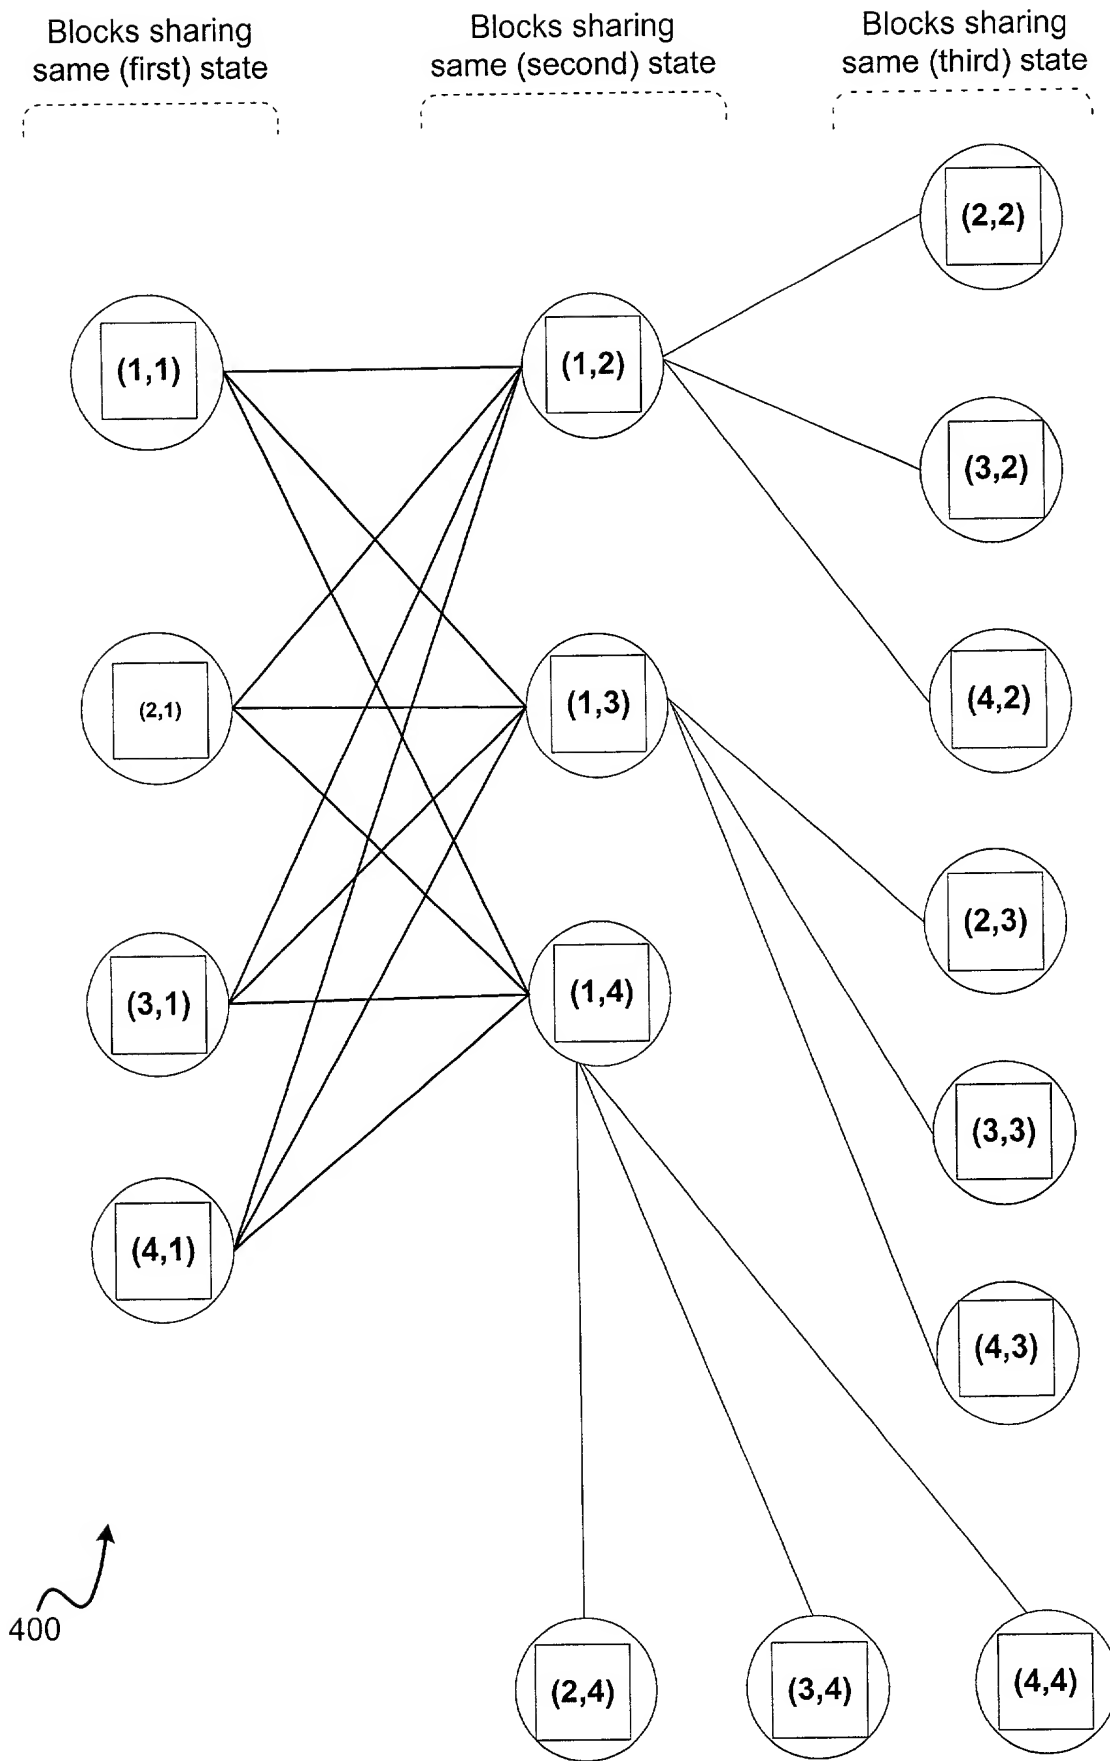 Blocks sharing
same (first) state
Blocks sharing
same (second) state
Blocks sharing
same (third) state
(2,2)
(1,1)
(1,2)
(3,2)
(2,1)
(1,3)
(4,2)
(2,3)
(3,1)
(1,4)
(3,3)
(4,1)
(4,3)
400
(2,4)
(3,4)
(4,4)